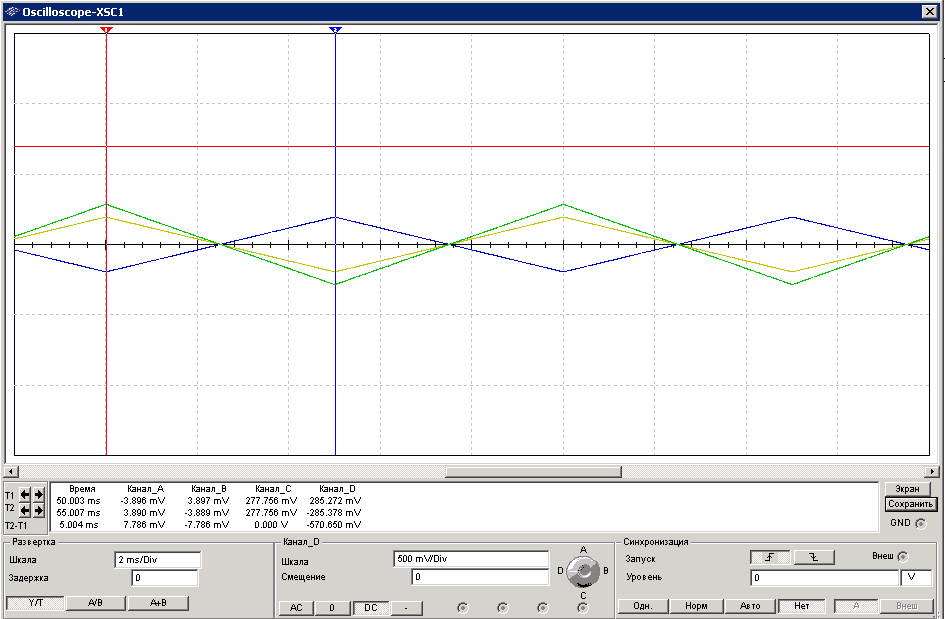 Oscilloscope-XSC1
1 2
T1
T2
T2-T1
Время Канал_A Канал_B Канал_C Канал_D
50.003 ms -3.896 mV 3.897 mV 277.756 mV 285.272 mV
55.007 ms 3.890 mV -3.889 mV 277.756 mV -285.378 mV
5.004 ms 7.786 mV -7.786 mV 0.000 V -570.650 mV
Экран
Сохранить
GND
Развертка
Шкала 2 ms/Div
Задержка 0
Y/T A/B A+B
Канал_D
Шкала 500 mV/Div
Смещение 0
AC 0 DC -
A
D B
C
Синхронизация
Запуск Внеш
Уровень 0 V
Одн. Норм Авто Нет A Внеш